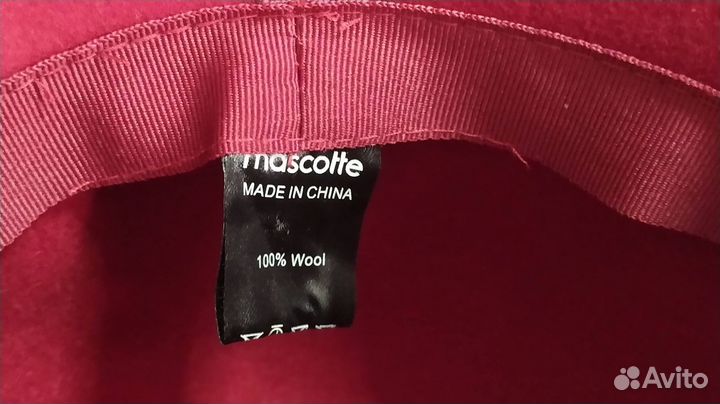 mascotte
MADE IN CHINA
100% Wool
Avito